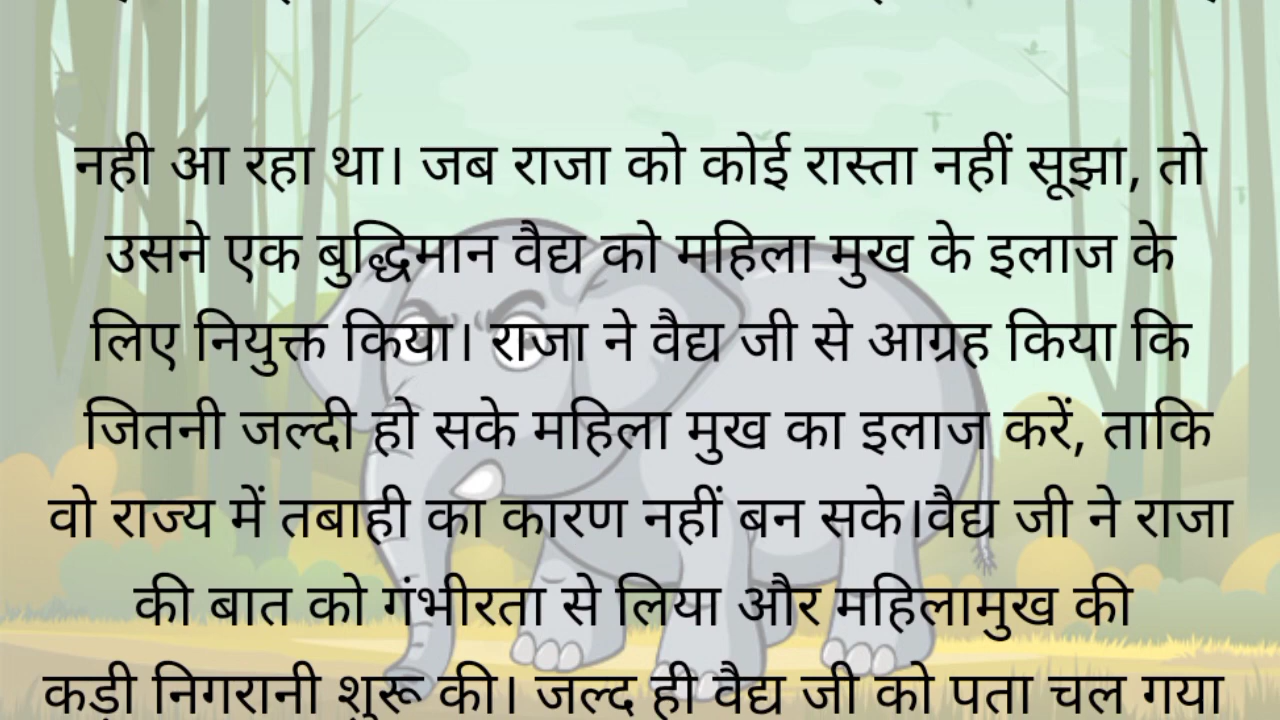 नही आ रहा था। जब राजा को कोई रास्ता नहीं सूझा, तो
उसने एक बुद्धिमान वैद्य को महिला मुख के इलाज के
लिए नियुक्त किया। राजा ने वैद्य जी से आग्रह किया कि
जितनी जल्दी हो सके महिला मुख का इलाज करें, ताकि
वो राज्य में तबाही का कारण नहीं बन सके।वैद्य जी ने राजा
की बात को गंभीरता से लिया और महिलामुख की
कड़ी निगरानी शुरू की। जल्द ही वैद्य जी को पता चल गया